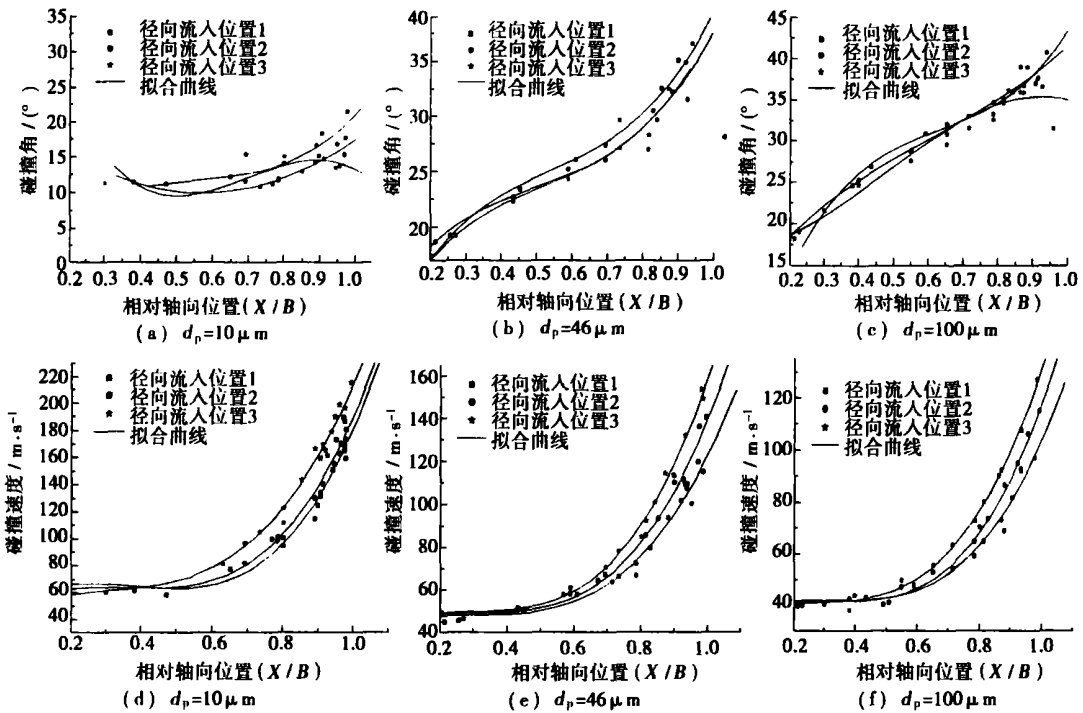 35
30
25
20
15
10
5
0
碰撞角 / (°
径向流入位置1
径向流入位置2
径向流入位置3
拟合曲线
0.2 0.3 0.4 0.5 0.6 0.7 0.8 0.9 1.0
相对轴向位置(X/B)
(a) dp=10μm
40
35
30
25
20
碰撞角 / (°)
径向流入位置1
径向流入位置2
径向流入位置3
拟合曲线
0.2 0.3 0.4 0.5 0.6 0.7 0.8 0.9 1.0
相对轴向位置(X/B)
(b) dp=46μm
45
40
35
30
25
20
15
碰撞角 / (°)
径向流入位置1
径向流入位置2
径向流入位置3
拟合曲线
0.2 0.3 0.4 0.5 0.6 0.7 0.8 0.9 1.0
相对轴向位置(X/B)
(c) dp=100μm
220
200
180
160
140
120
100
80
60
40
碰撞速度 / m·s⁻¹
径向流入位置1
径向流入位置2
径向流入位置3
拟合曲线
0.2 0.4 0.6 0.8 1.0
相对轴向位置(X/B)
(d) dp=10μm
160
140
120
100
80
60
40
碰撞速度 / m·s⁻¹
径向流入位置1
径向流入位置2
径向流入位置3
拟合曲线
0.2 0.4 0.6 0.8 1.0
相对轴向位置(X/B)
(e) dp=46μm
120
100
80
60
40
碰撞速度 / m·s⁻¹
径向流入位置1
径向流入位置2
径向流入位置3
拟合曲线
0.2 0.4 0.6 0.8 1.0
相对轴向位置(X/B)
(f) dp=100μm